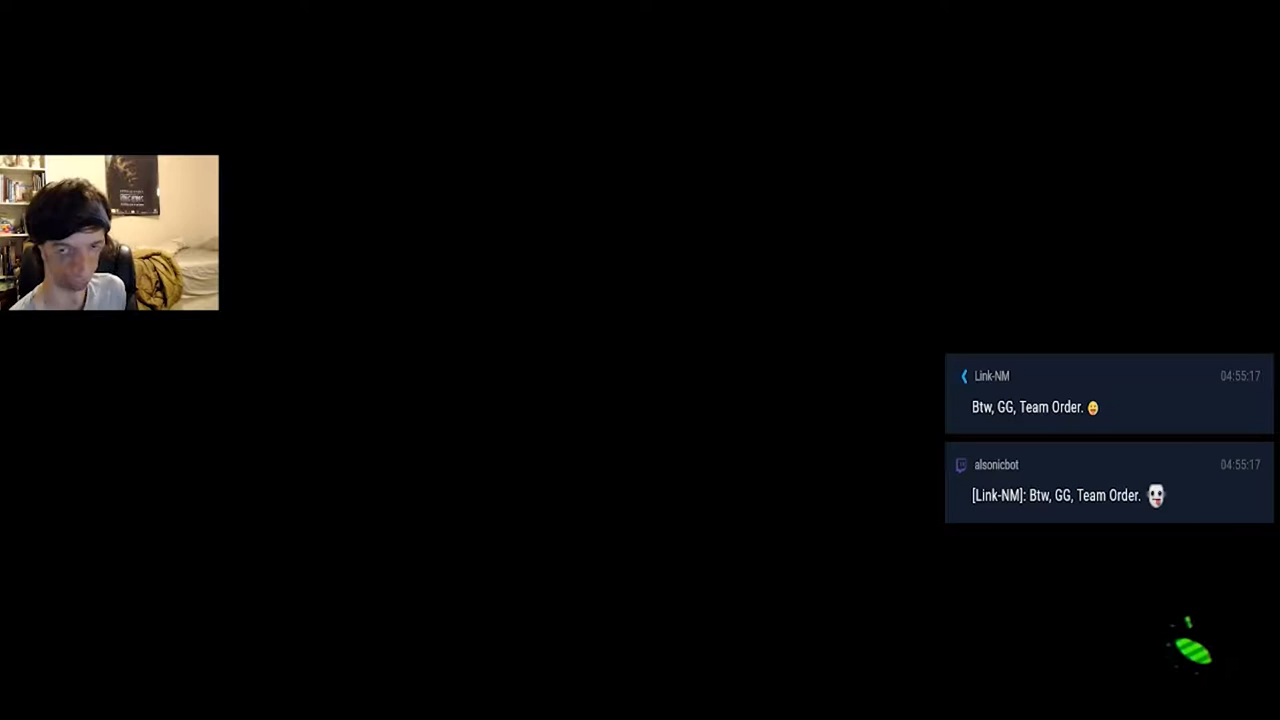 Link-NM 04:55:17
Btw, GG, Team Order.
alsonicbot 04:55:17
[Link-NM]: Btw, GG, Team Order.